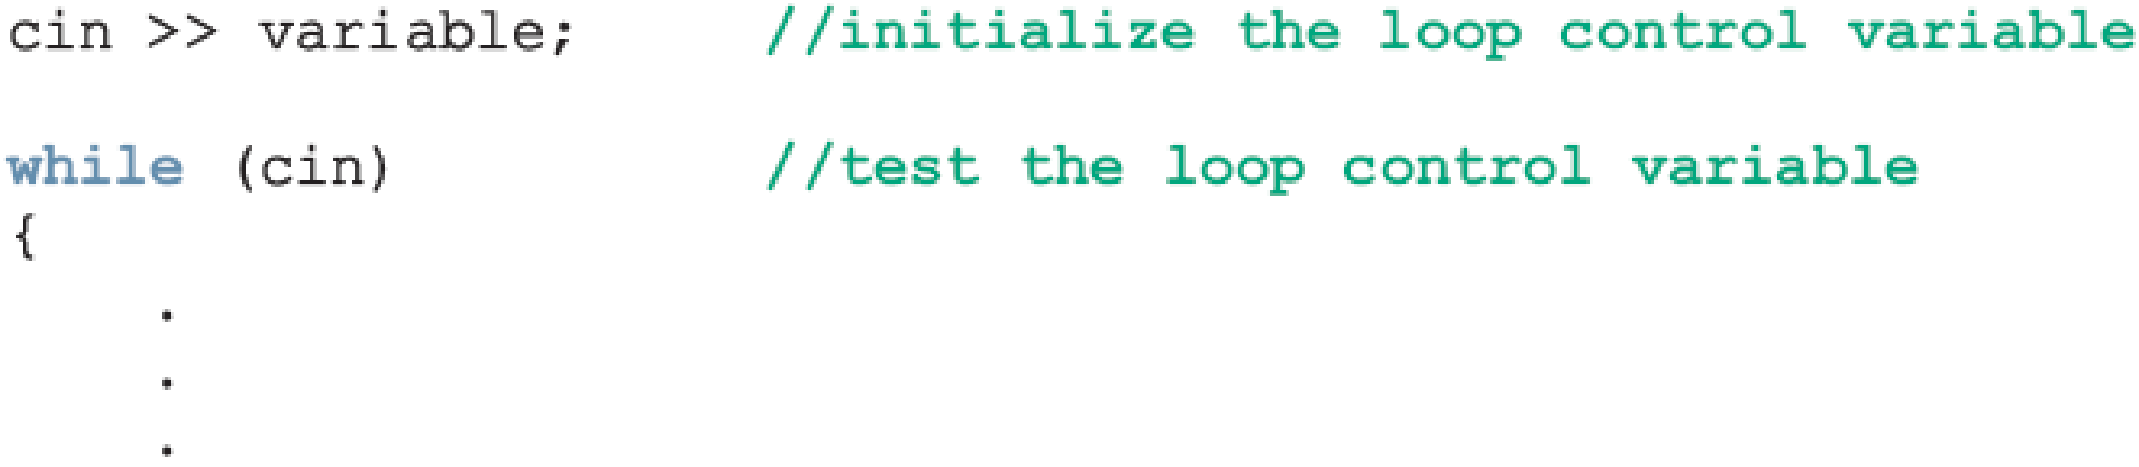 cin >> variable;     //initialize the loop control variable
while (cin)          //test the loop control variable
{
    .
    .
    .